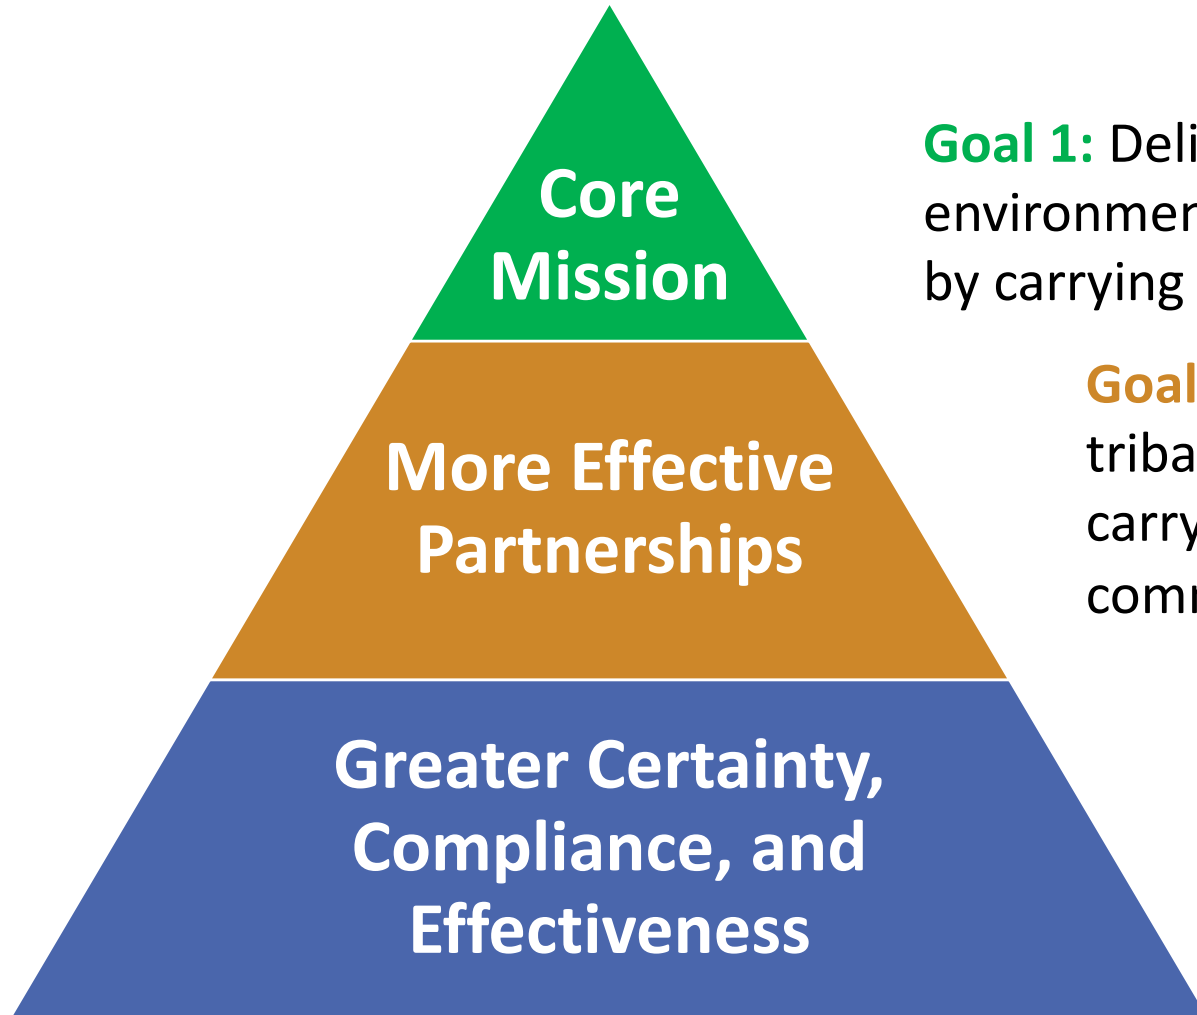 Core
Mission
Goal 1: Deli
environmen
by carrying
More Effective
Partnerships
Goal
triba
carry
comm
Greater Certainty,
Compliance, and
Effectiveness